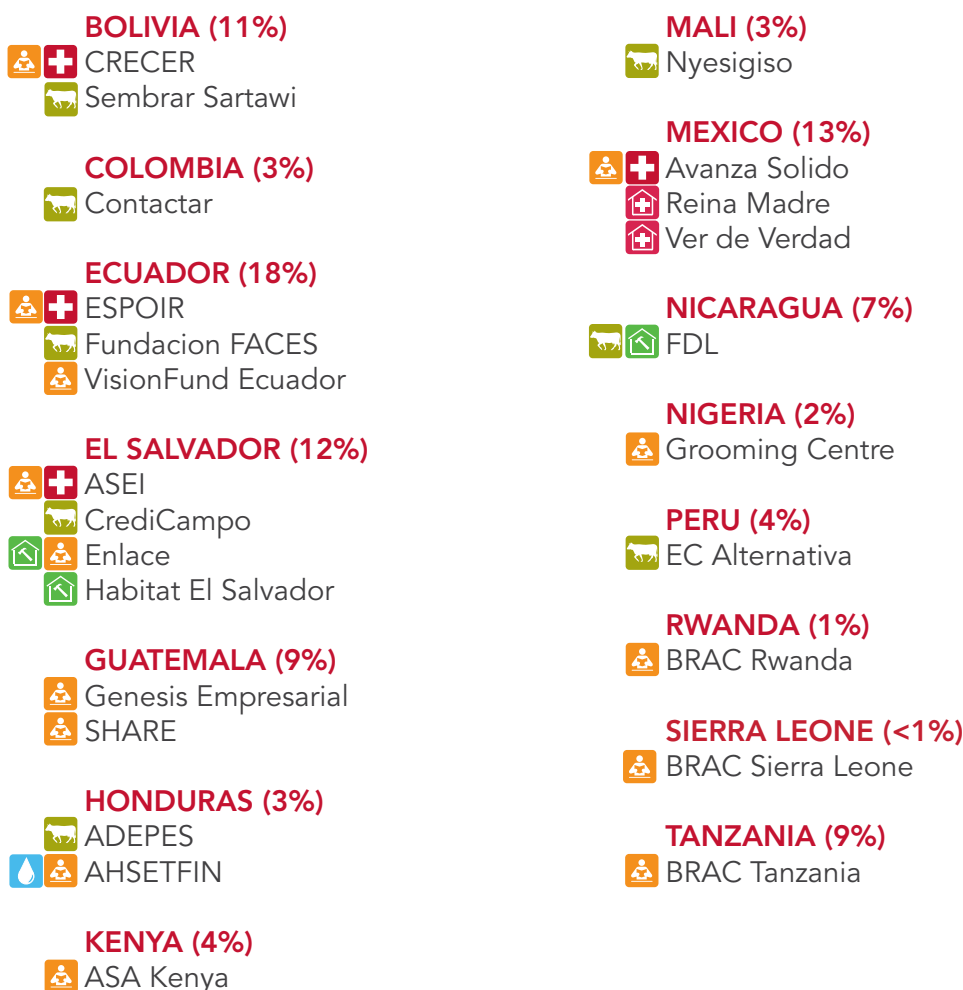 BOLIVIA (11%)
CRECER
Sembrar Sartawi
COLOMBIA (3%)
Contactar
ECUADOR (18%)
ESPOIR
Fundacion FACES
VisionFund Ecuador
EL SALVADOR (12%)
ASEI
CrediCampo
Enlace
Habitat El Salvador
GUATEMALA (9%)
Genesis Empresarial
SHARE
HONDURAS (3%)
ADEPES
AHSETFIN
KENYA (4%)
ASA Kenya
MALI (3%)
Nyesigiso
MEXICO (13%)
Avanza Solido
Reina Madre
Ver de Verdad
NICARAGUA (7%)
FDL
NIGERIA (2%)
Grooming Centre
PERU (4%)
EC Alternativa
RWANDA (1%)
BRAC Rwanda
SIERRA LEONE (<1%)
BRAC Sierra Leone
TANZANIA (9%)
BRAC Tanzania